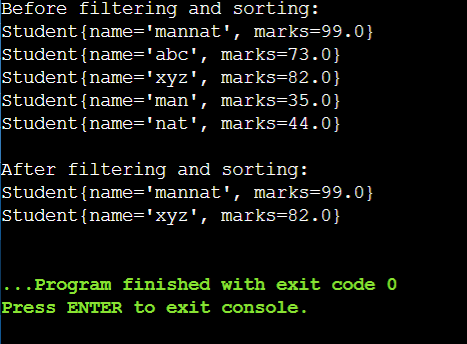 Before filtering and sorting:
Student{name='mannat', marks=99.0}
Student{name='abc', marks=73.0}
Student{name='xyz', marks=82.0}
Student{name='man', marks=35.0}
Student{name='nat', marks=44.0}
After filtering and sorting:
Student{name='mannat', marks=99.0}
Student{name='xyz', marks=82.0}
...Program finished with exit code 0
Press ENTER to exit console.